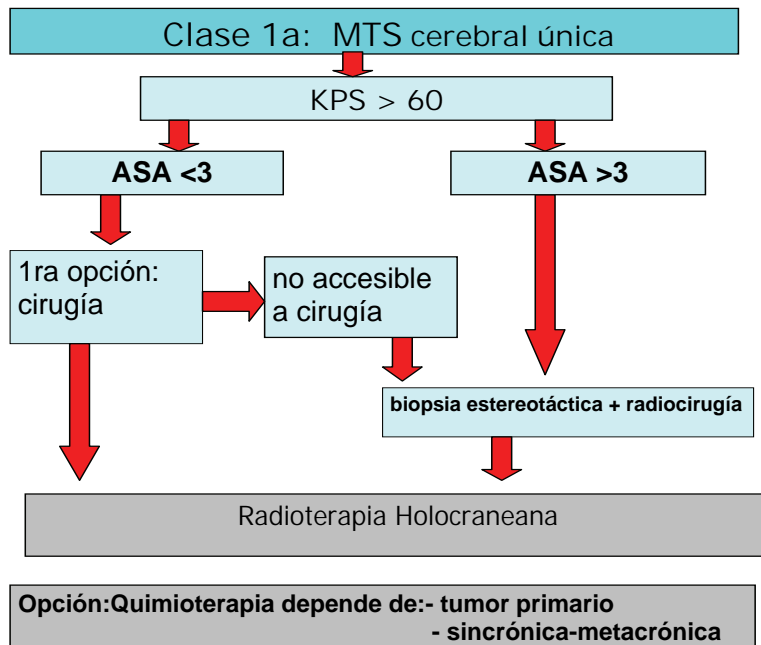 Clase 1a: MTS cerebral única
KPS > 60
ASA <3
ASA >3
1ra opción:
cirugía
no accesible
a cirugía
biopsia estereotáctica + radiocirugía
Radioterapia Holocraneana
Opción:Quimioterapia depende de:- tumor primario
- sincrónica-metacrónica